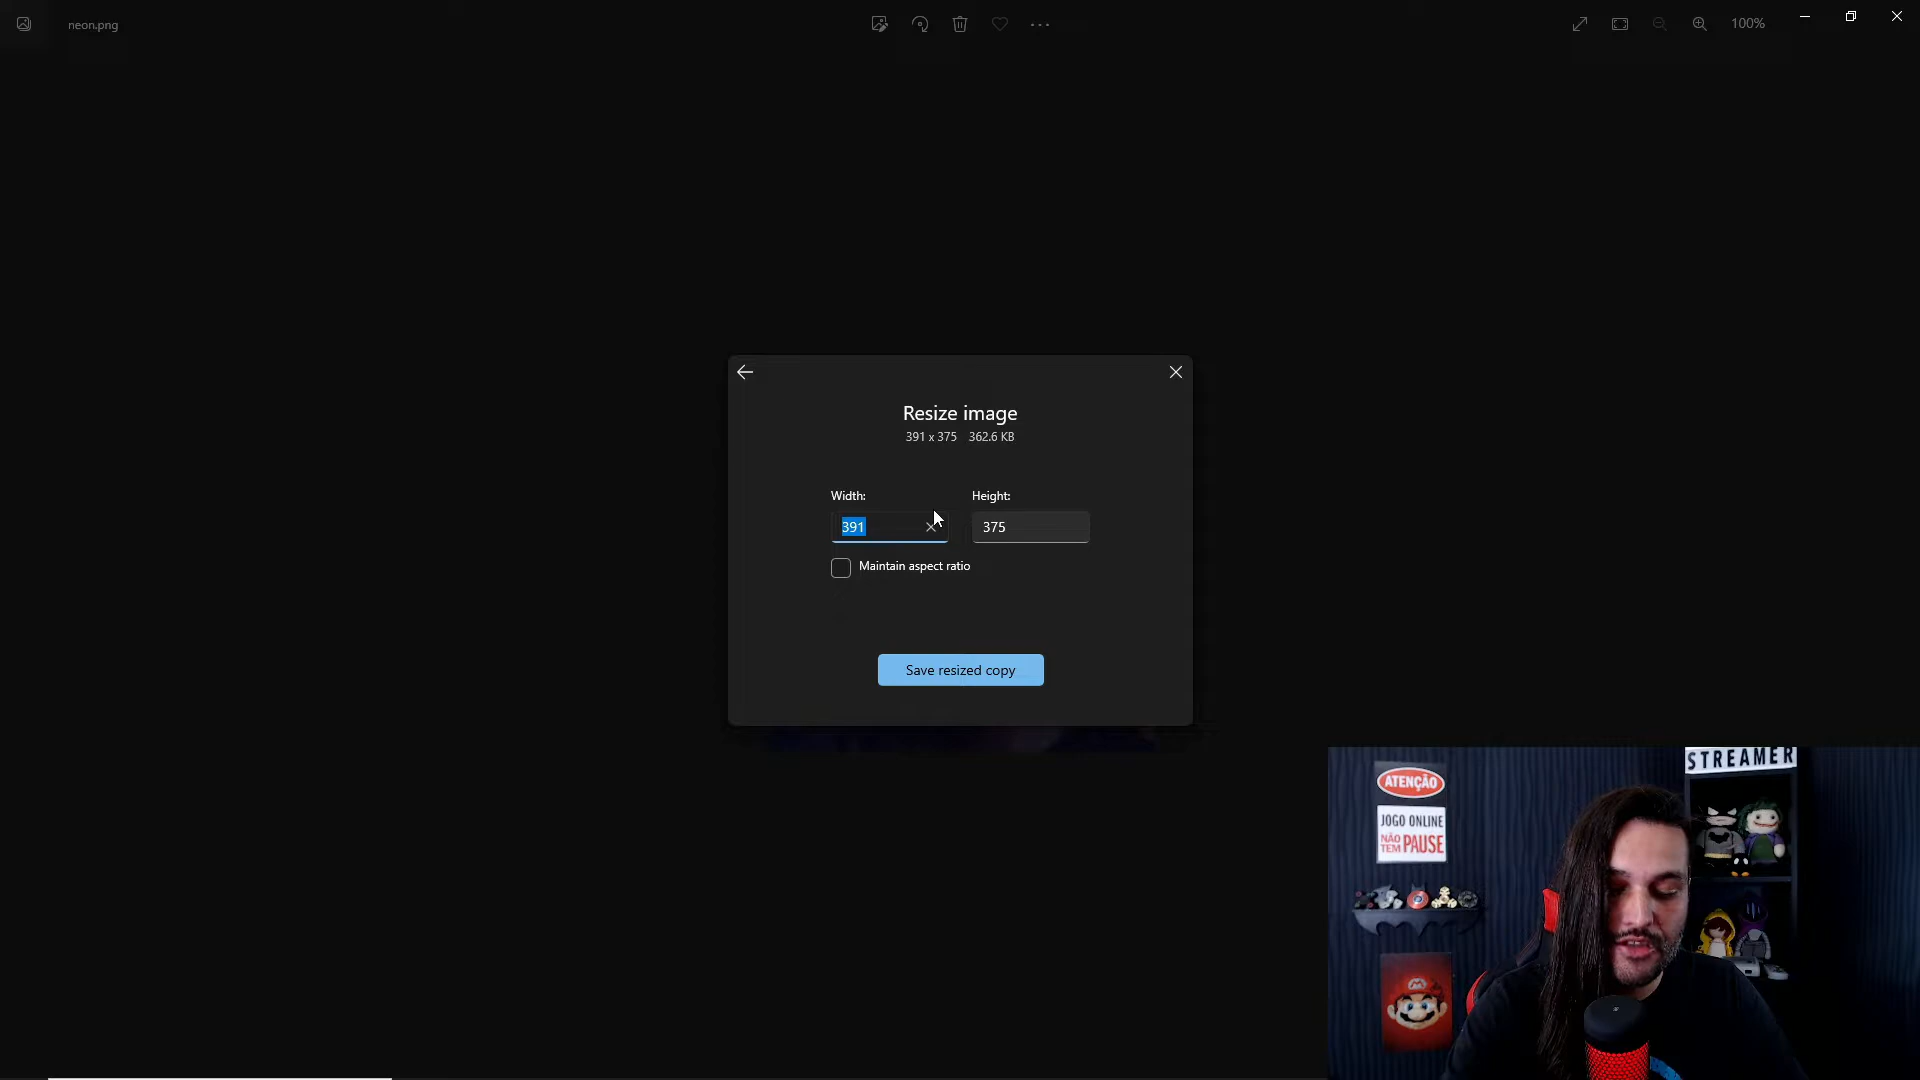 neon.png
100%
Resize image
391 x 375 362.6 KB
Width:
Height:
391
375
Maintain aspect ratio
Save resized copy
STREAMER
ATENÇÃO
JOGO ONLINE
NÃO
TEM PAUSE